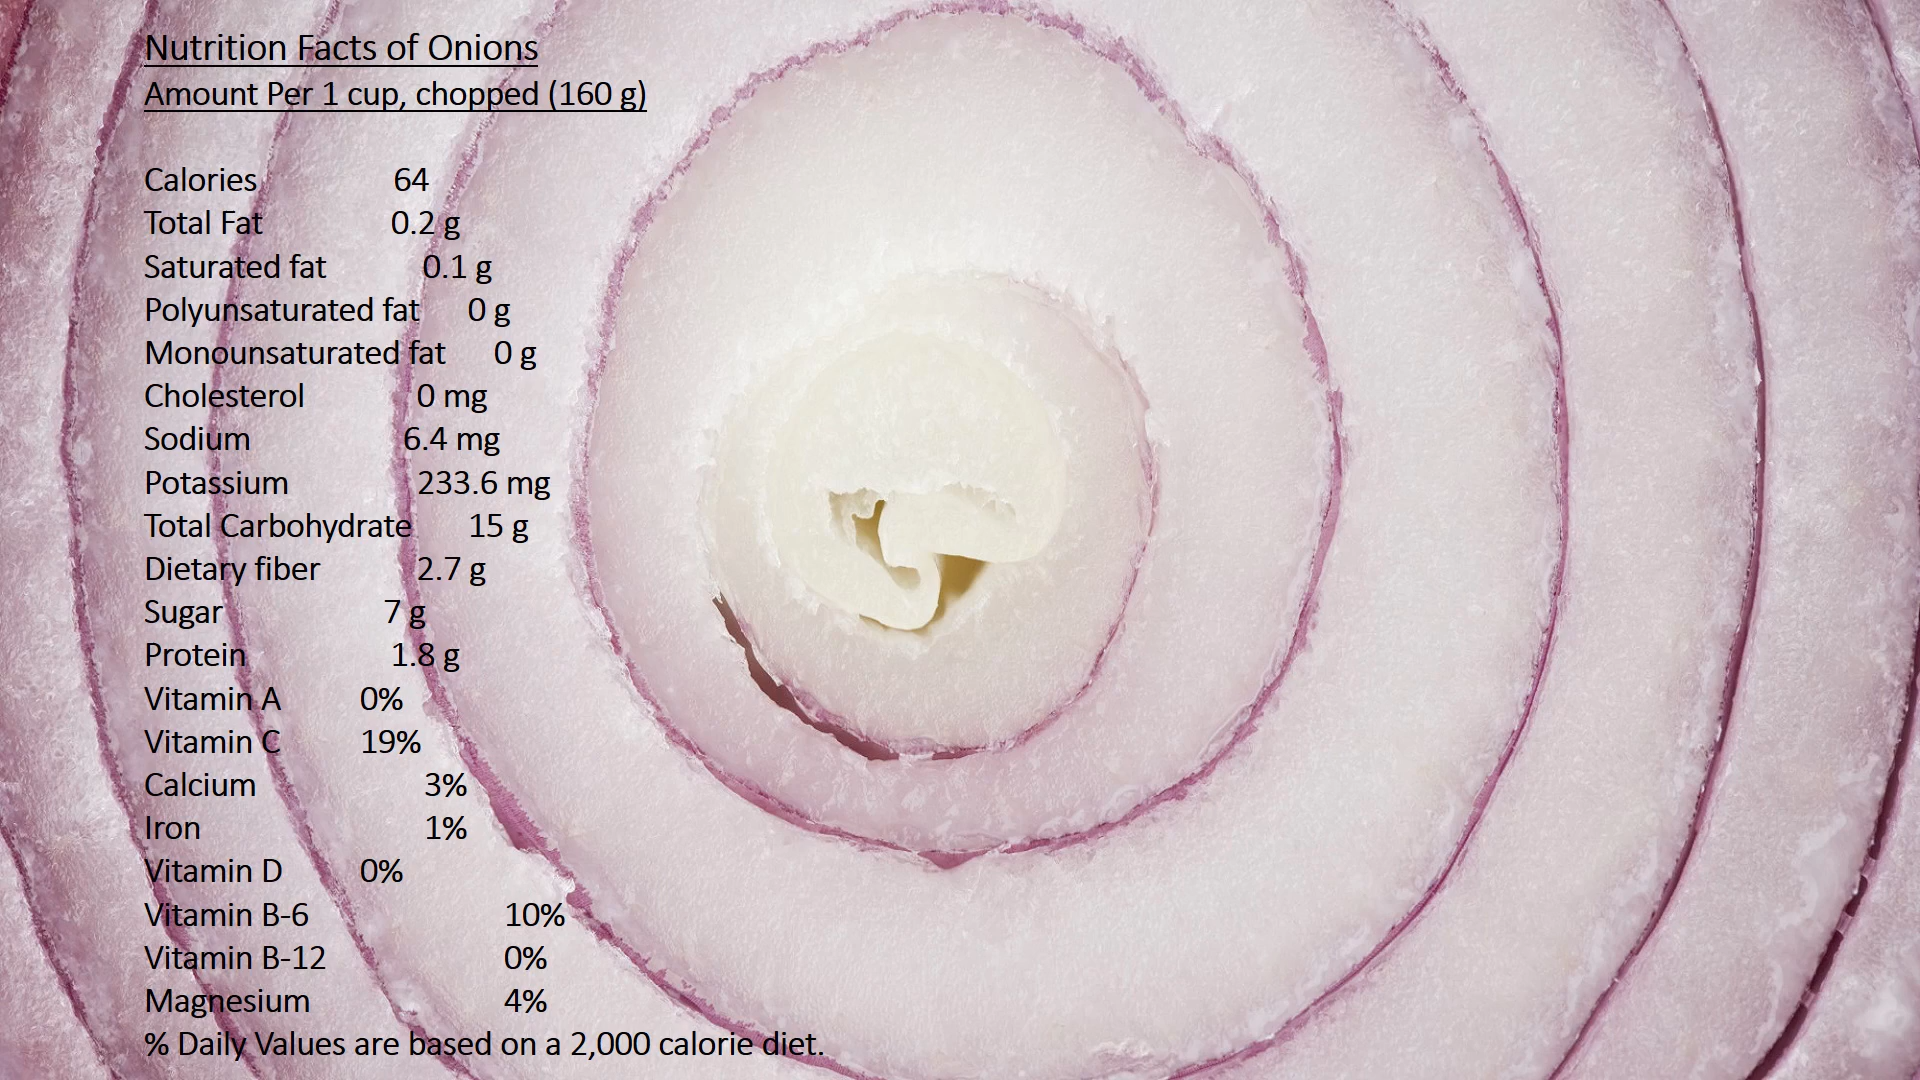 Nutrition Facts of Onions
Amount Per 1 cup, chopped (160 g)
Calories 64
Total Fat 0.2 g
Saturated fat 0.1 g
Polyunsaturated fat 0 g
Monounsaturated fat 0 g
Cholesterol 0 mg
Sodium 6.4 mg
Potassium 233.6 mg
Total Carbohydrate 15 g
Dietary fiber 2.7 g
Sugar 7 g
Protein 1.8 g
Vitamin A 0%
Vitamin C 19%
Calcium 3%
Iron 1%
Vitamin D 0%
Vitamin B-6 10%
Vitamin B-12 0%
Magnesium 4%
% Daily Values are based on a 2,000 calorie diet.